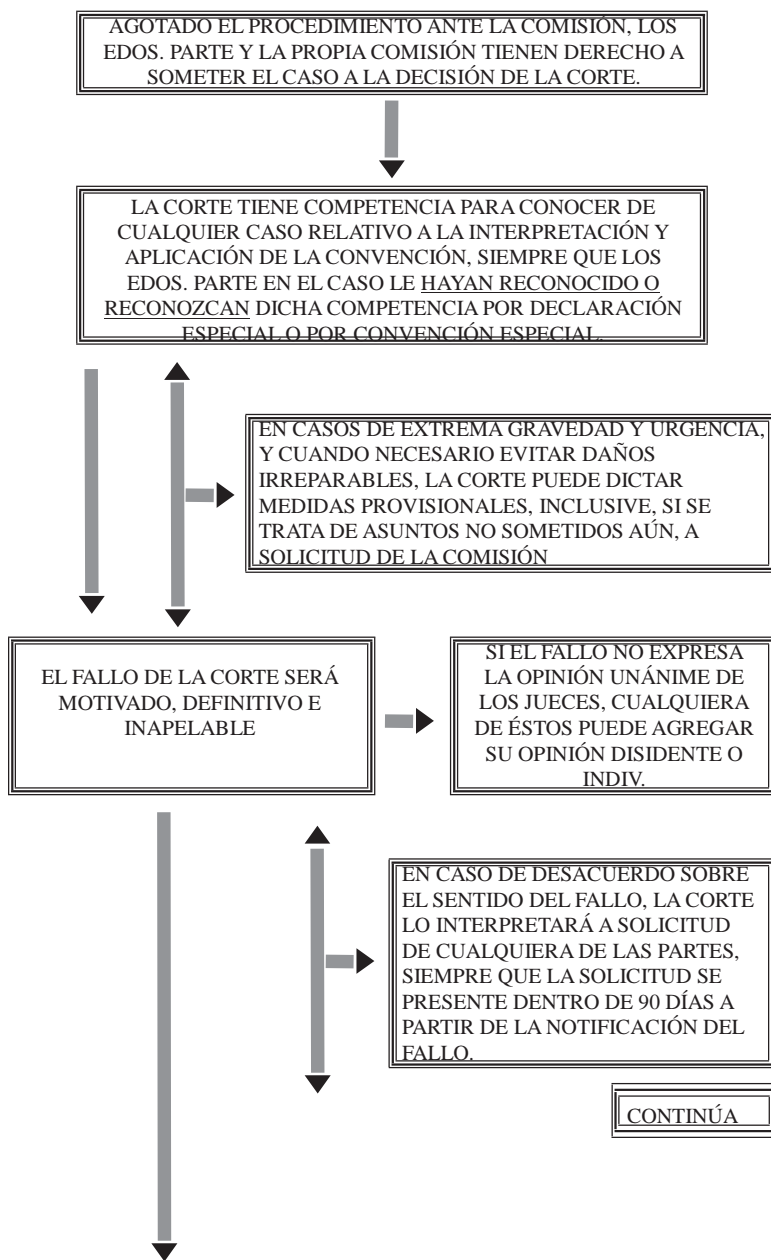 AGOTADO EL PROCEDIMIENTO ANTE LA COMISIÓN, LOS
EDOS. PARTE Y LA PROPIA COMISIÓN TIENEN DERECHO A
SOMETER EL CASO A LA DECISIÓN DE LA CORTE.
LA CORTE TIENE COMPETENCIA PARA CONOCER DE
CUALQUIER CASO RELATIVO A LA INTERPRETACIÓN Y
APLICACIÓN DE LA CONVENCIÓN, SIEMPRE QUE LOS
EDOS. PARTE EN EL CASO LE HAYAN RECONOCIDO O
RECONOZCAN DICHA COMPETENCIA POR DECLARACIÓN
ESPECIAL O POR CONVENCIÓN ESPECIAL.
EN CASOS DE EXTREMA GRAVEDAD Y URGENCIA,
Y CUANDO NECESARIO EVITAR DAÑOS
IRREPARABLES, LA CORTE PUEDE DICTAR
MEDIDAS PROVISIONALES, INCLUSIVE, SI SE
TRATA DE ASUNTOS NO SOMETIDOS AÚN, A
SOLICITUD DE LA COMISIÓN
EL FALLO DE LA CORTE SERÁ
MOTIVADO, DEFINITIVO E
INAPELABLE
SI EL FALLO NO EXPRESA
LA OPINIÓN UNÁNIME DE
LOS JUECES, CUALQUIERA
DE ÉSTOS PUEDE AGREGAR
SU OPINIÓN DISIDENTE O
INDIV.
EN CASO DE DESACUERDO SOBRE
EL SENTIDO DEL FALLO, LA CORTE
LO INTERPRETARÁ A SOLICITUD
DE CUALQUIERA DE LAS PARTES,
SIEMPRE QUE LA SOLICITUD SE
PRESENTE DENTRO DE 90 DÍAS A
PARTIR DE LA NOTIFICACIÓN DEL
FALLO.
CONTINÚA